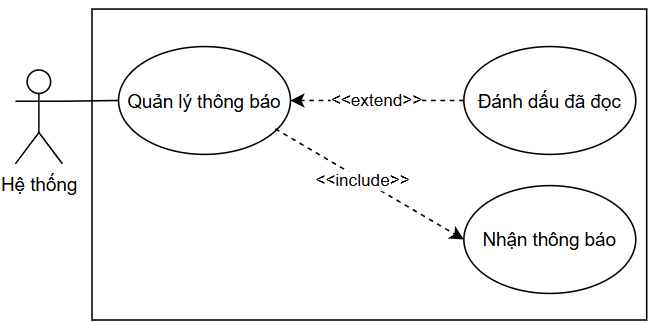 Quản lý thông báo
<<extend>>
Đánh dấu đã đọc
Hệ thống
<<include>>
Nhận thông báo